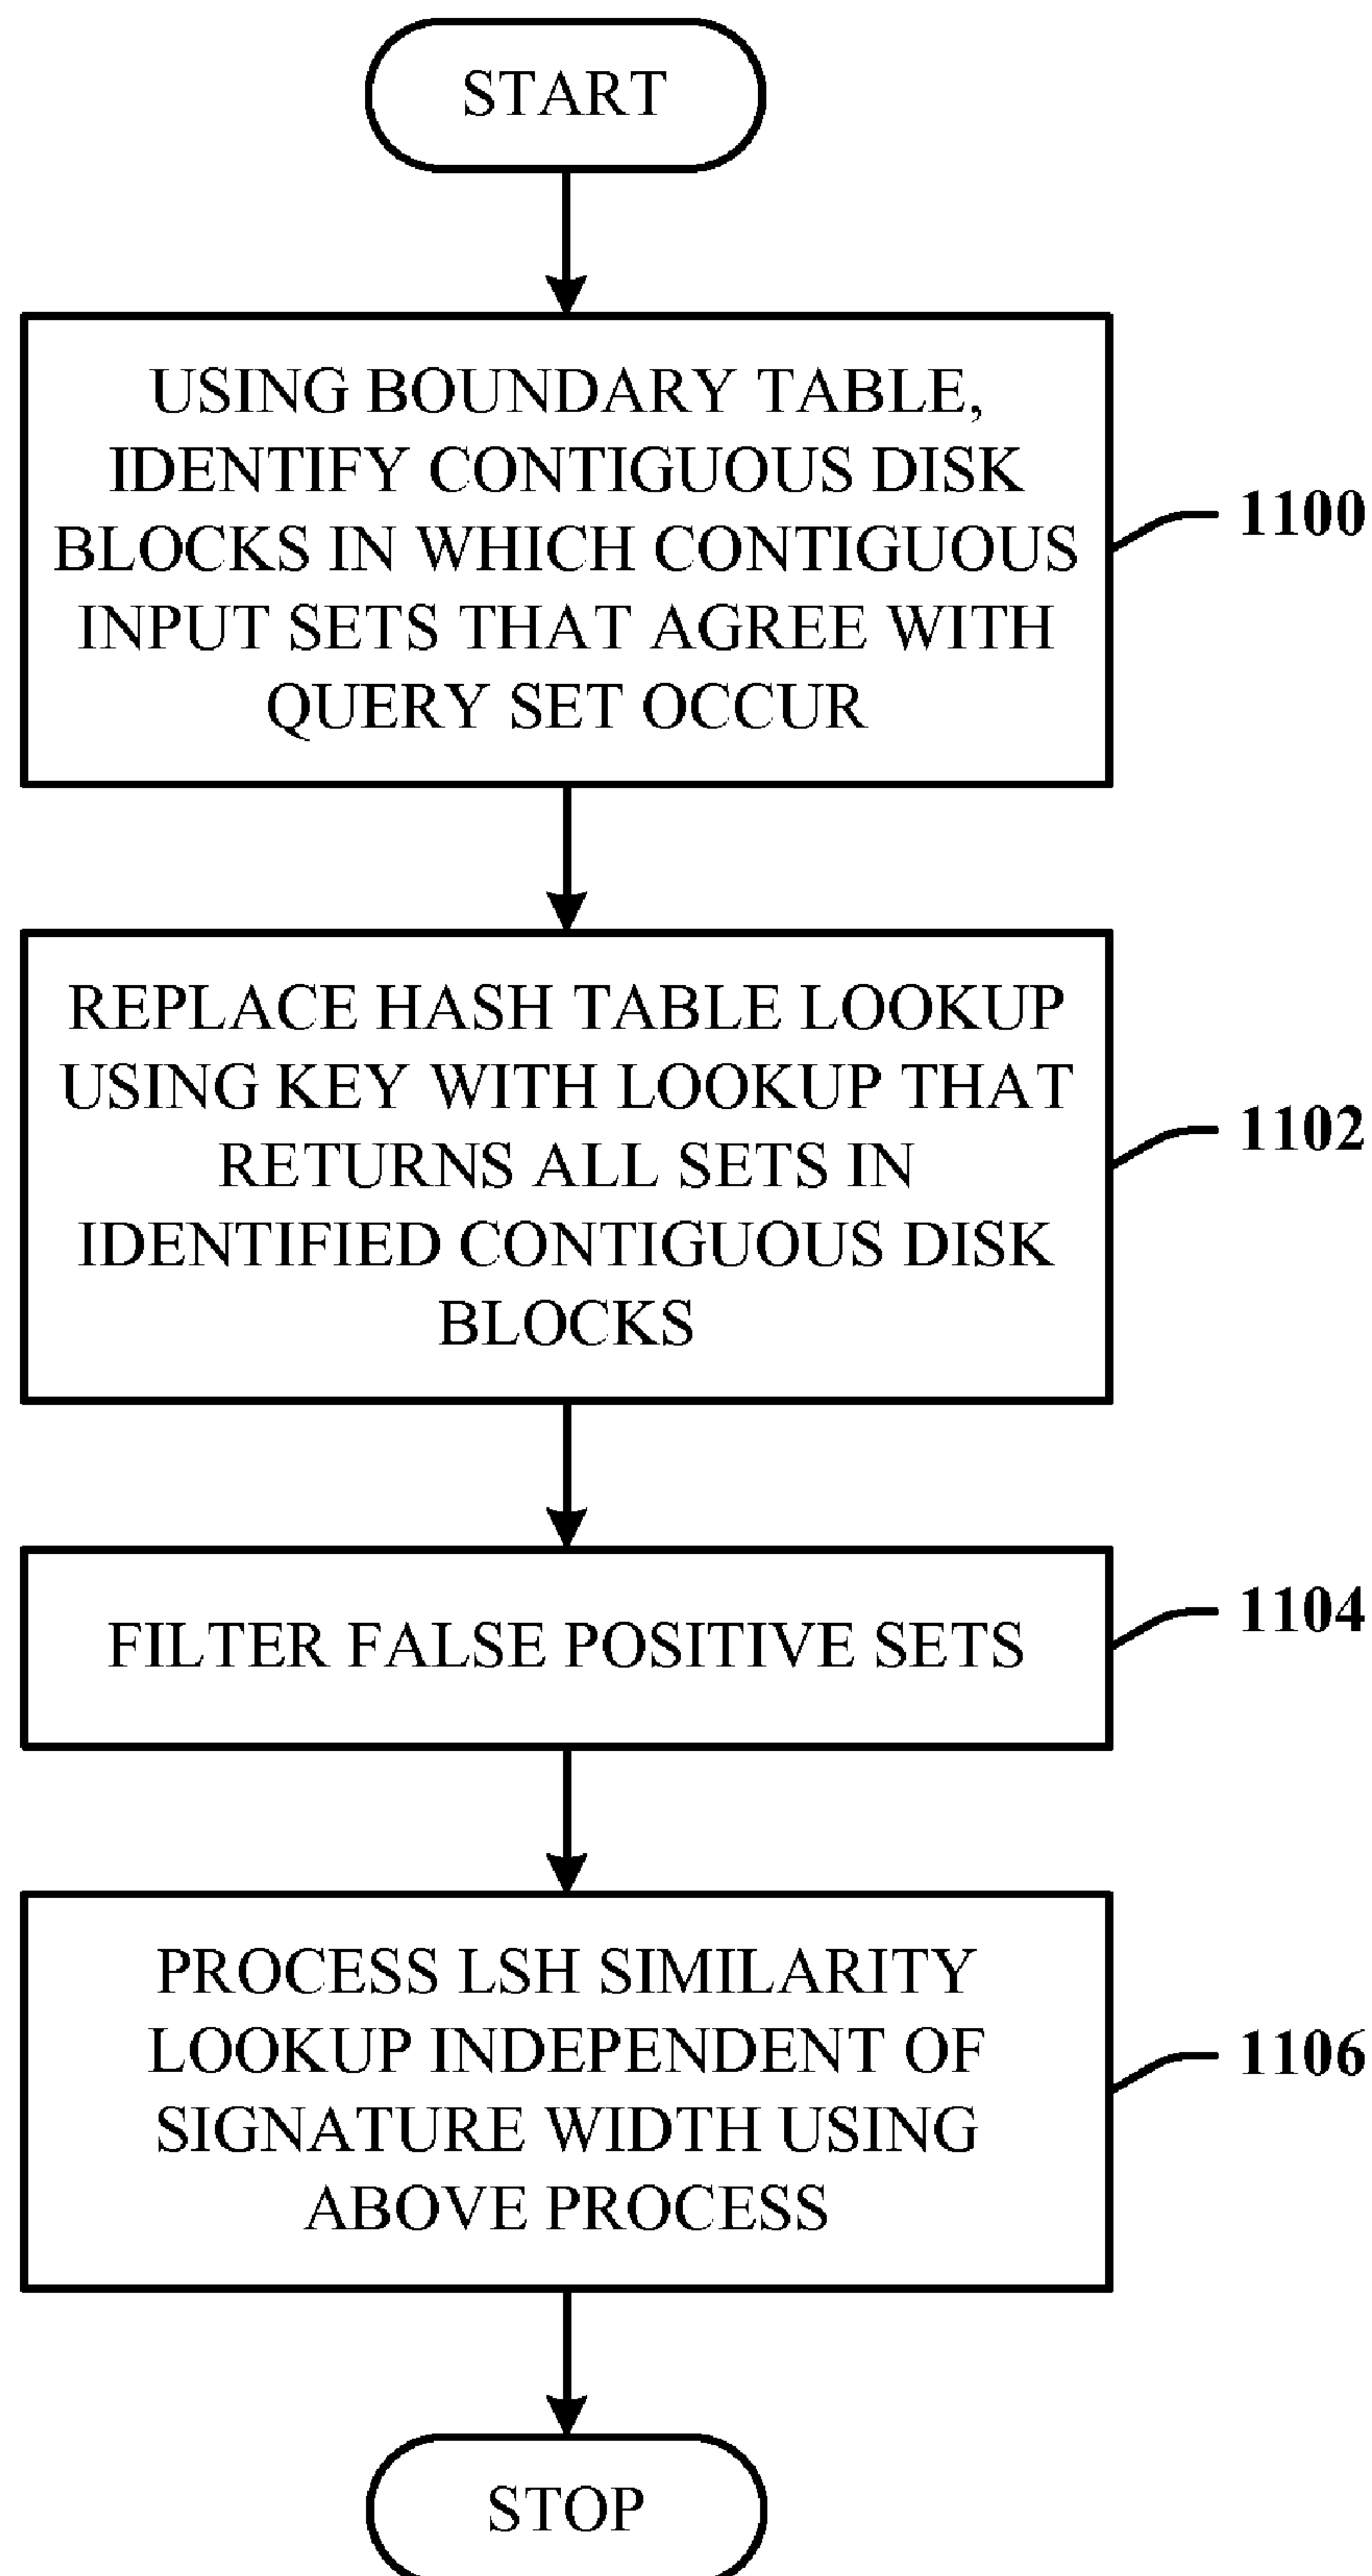 START
USING BOUNDARY TABLE,
IDENTIFY CONTIGUOUS DISK
BLOCKS IN WHICH CONTIGUOUS
INPUT SETS THAT AGREE WITH
QUERY SET OCCUR
1100
REPLACE HASH TABLE LOOKUP
USING KEY WITH LOOKUP THAT
RETURNS ALL SETS IN
IDENTIFIED CONTIGUOUS DISK
BLOCKS
1102
FILTER FALSE POSITIVE SETS
1104
PROCESS LSH SIMILARITY
LOOKUP INDEPENDENT OF
SIGNATURE WIDTH USING
ABOVE PROCESS
1106
STOP